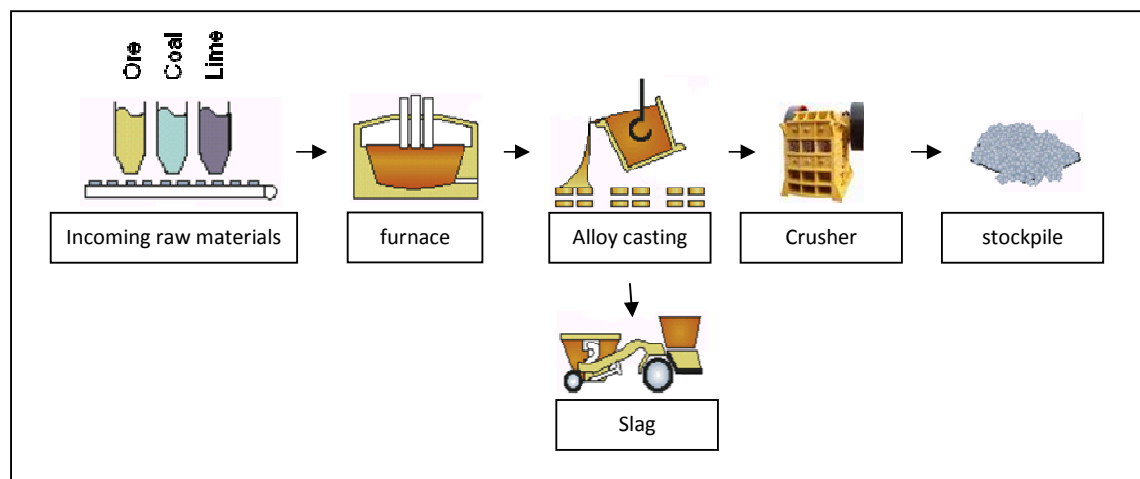 Ore
Coal
Lime
Incoming raw materials
furnace
Alloy casting
Crusher
stockpile
Slag